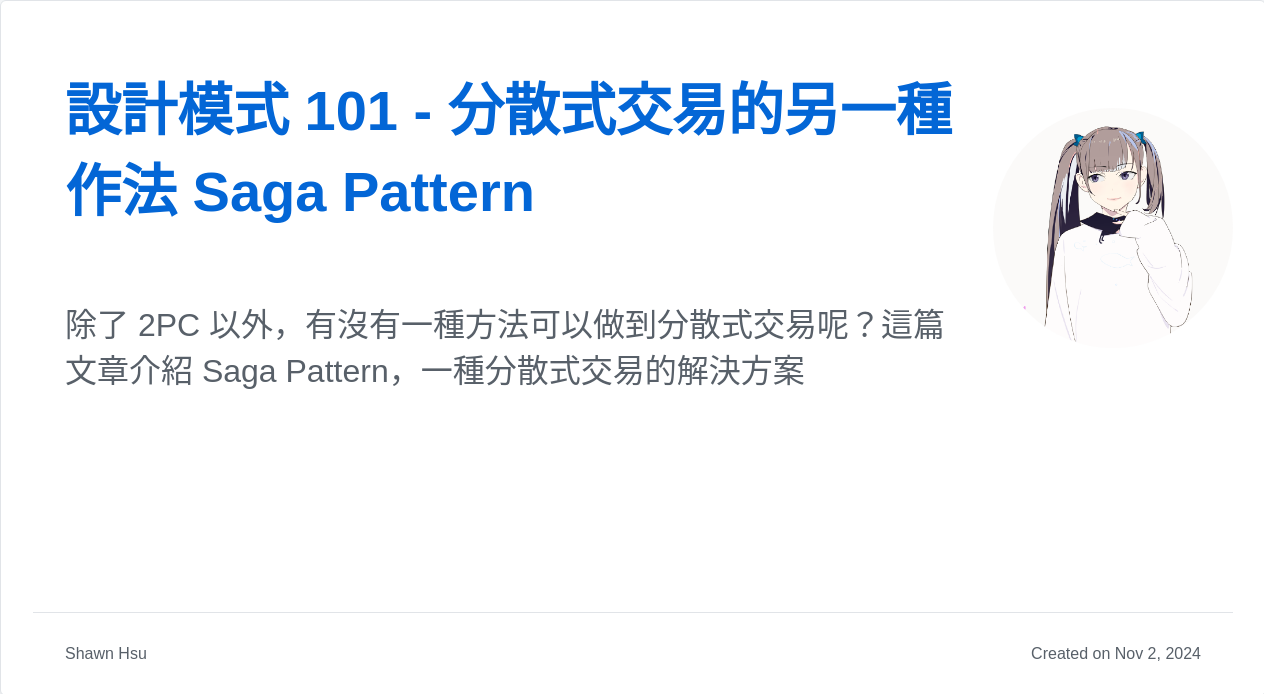 設計模式 101 - 分散式交易的另一種
作法 Saga Pattern
除了 2PC 以外，有沒有一種方法可以做到分散式交易呢？這篇
文章介紹 Saga Pattern，一種分散式交易的解決方案
Shawn Hsu
Created on Nov 2, 2024